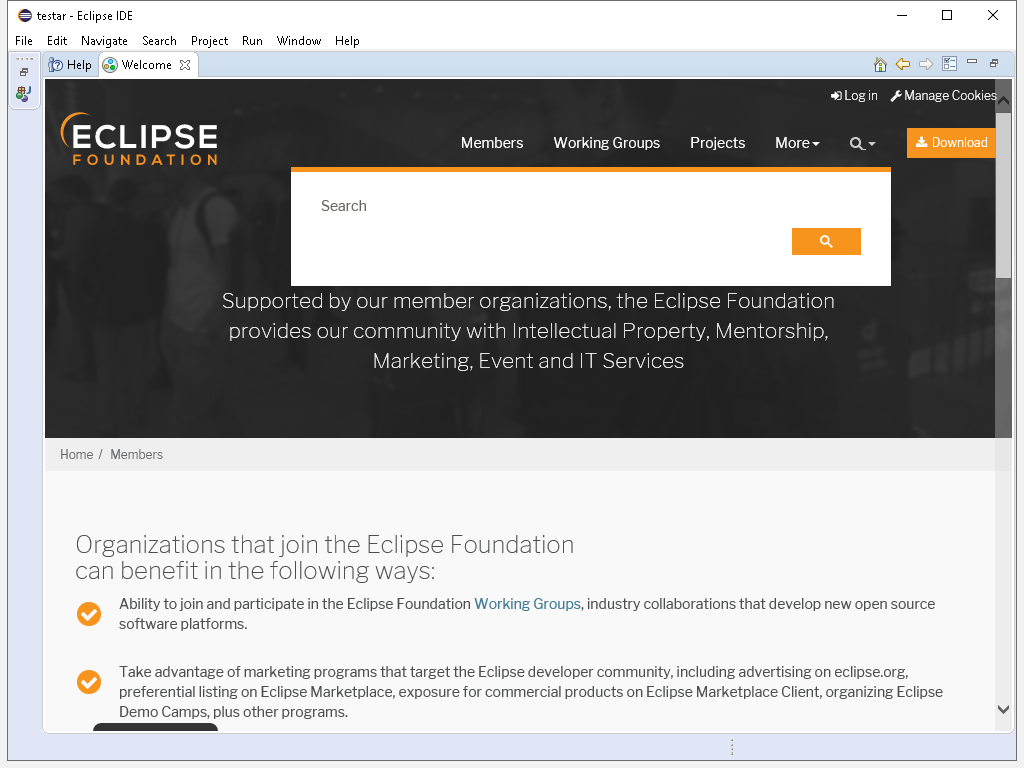 testar - Eclipse IDE
File Edit Navigate Search Project Run Window Help
Help Welcome
Log in Manage Cookies
ECLIPSE
FOUNDATION
Members Working Groups Projects More Download
Search
Supported by our member organizations, the Eclipse Foundation
provides our community with Intellectual Property, Mentorship,
Marketing, Event and IT Services
Home / Members
Organizations that join the Eclipse Foundation
can benefit in the following ways:
Ability to join and participate in the Eclipse Foundation Working Groups, industry collaborations that develop new open source
software platforms.
Take advantage of marketing programs that target the Eclipse developer community, including advertising on eclipse.org,
preferential listing on Eclipse Marketplace, exposure for commercial products on Eclipse Marketplace Client, organizing Eclipse
Demo Camps, plus other programs.